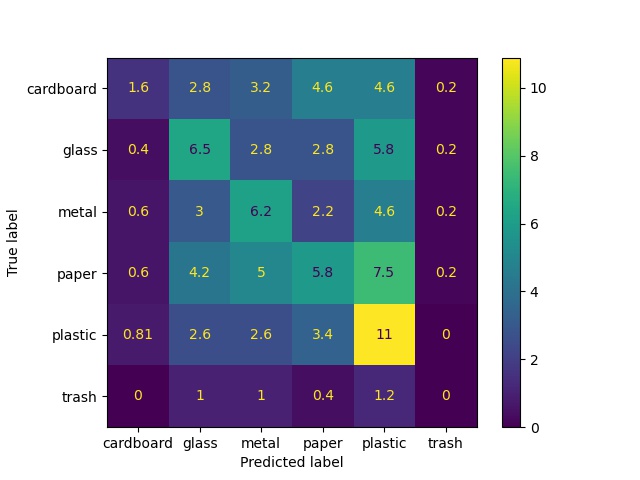 cardboard 1.6 2.8 3.2 4.6 4.6 0.2
glass 0.4 6.5 2.8 2.8 5.8 0.2
metal 0.6 3 6.2 2.2 4.6 0.2
paper 0.6 4.2 5 5.8 7.5 0.2
plastic 0.81 2.6 2.6 3.4 11 0
trash 0 1 1 0.4 1.2 0
cardboard glass metal paper plastic trash
Predicted label
True label
10
8
6
4
2
0